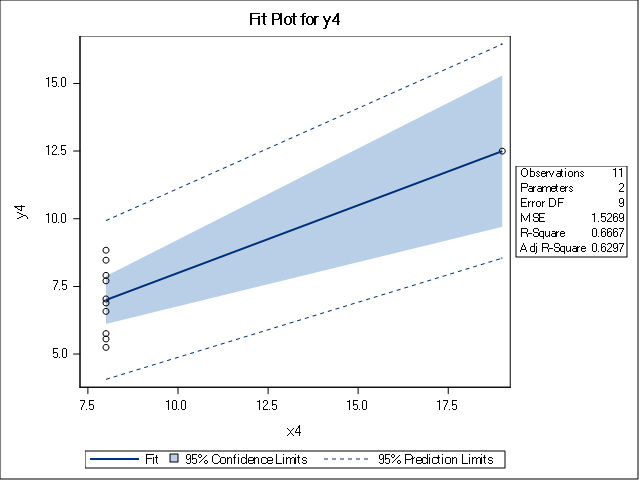 Fit Plot for y4
15.0
12.5
10.0
7.5
5.0
y4
7.5 10.0 12.5 15.0 17.5
x4
Observations 11
Parameters 2
Error DF 9
MSE 1.5269
R-Square 0.6667
Adj R-Square 0.6297
Fit 95% Confidence Limits 95% Prediction Limits